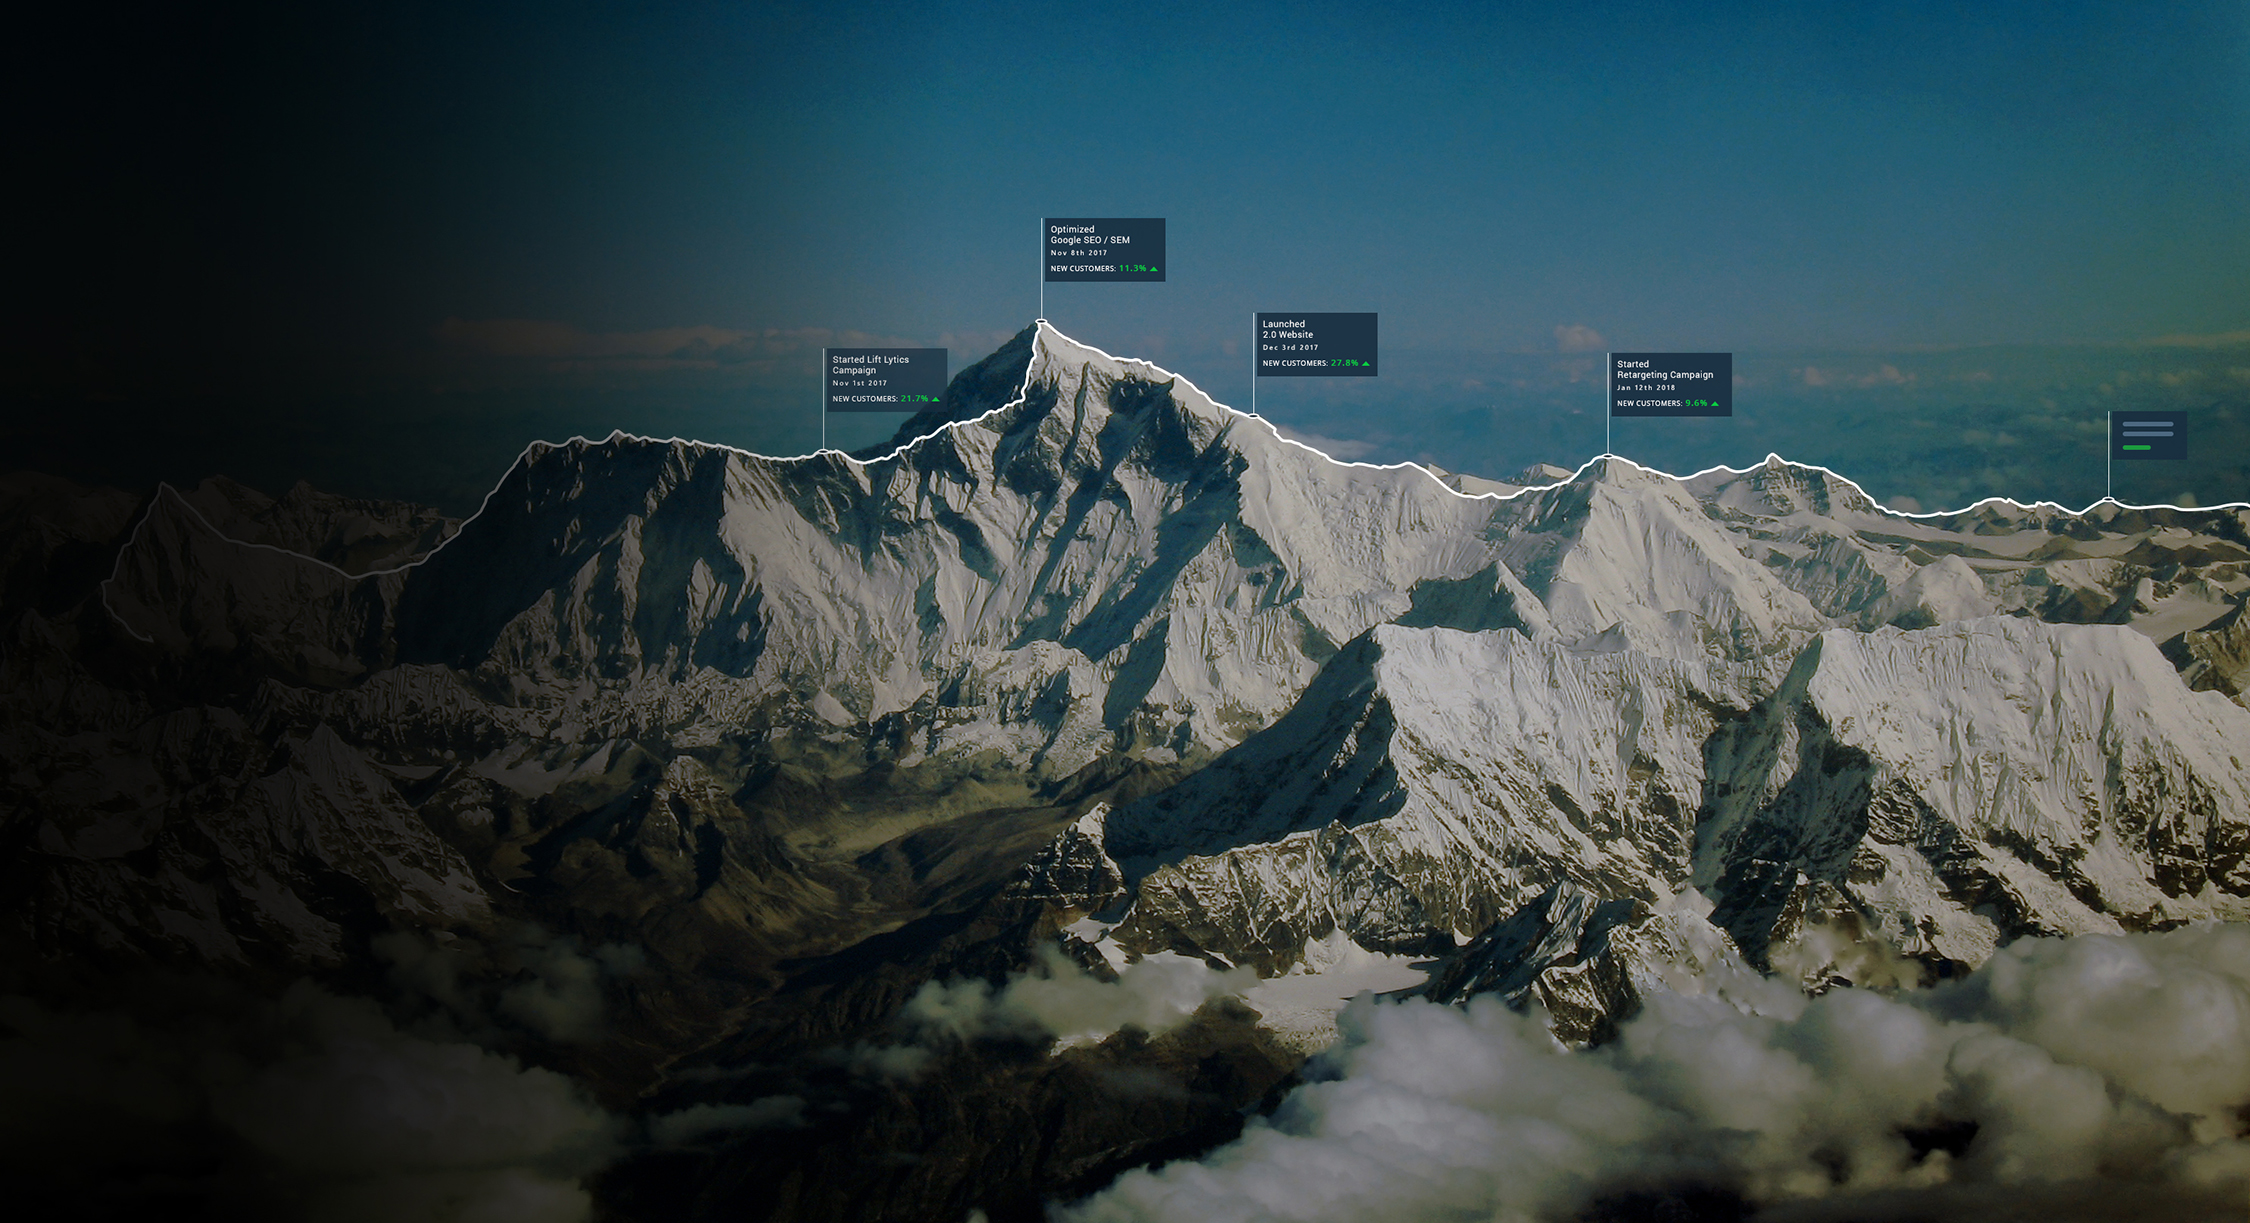 Started Lift Lytics
Campaign
Nov 1st 2017
NEW CUSTOMERS: 21.7%
Optimized
Google SEO / SEM
Nov 8th 2017
NEW CUSTOMERS: 11.3%
Launched
2.0 Website
Dec 3rd 2017
NEW CUSTOMERS: 27.8%
Started
Retargeting Campaign
Jan 12th 2018
NEW CUSTOMERS: 9.6%